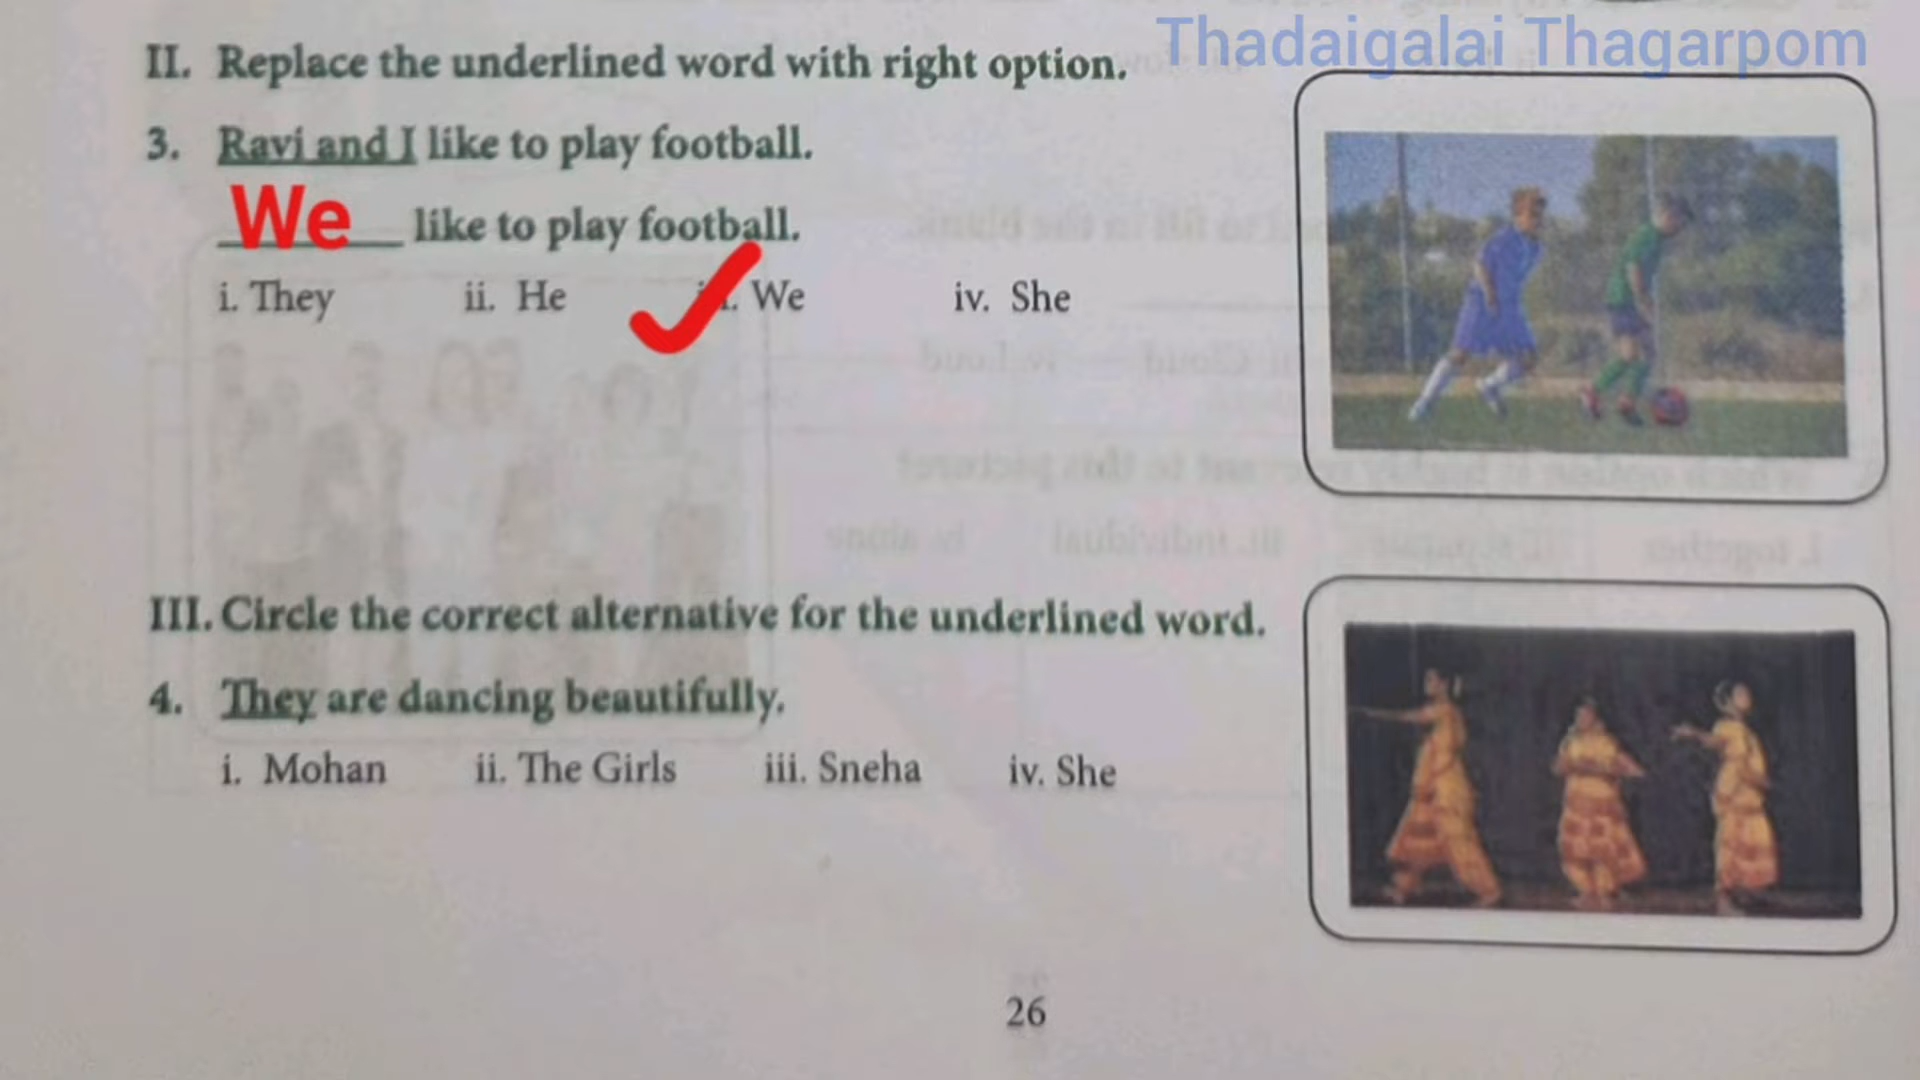 Thadaigalai Thagarpom
II. Replace the underlined word with right option.
3. Ravi and I like to play football.
We like to play football.
i. They ii. He We iv. She
III. Circle the correct alternative for the underlined word.
4. They are dancing beautifully.
i. Mohan ii. The Girls iii. Sneha iv. She
26